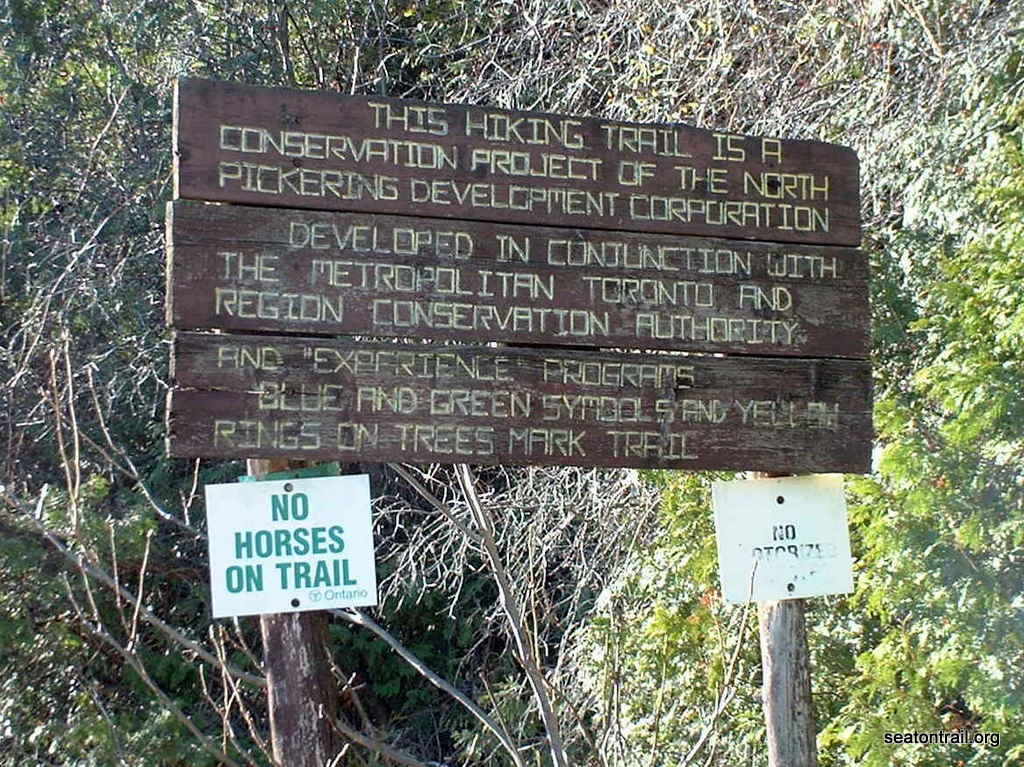 THIS HIKING TRAIL IS A
CONSERVATION PROJECT OF THE NORTH
PICKERING DEVELOPMENT CORPORATION
DEVELOPED IN CONJUNCTION WITH
THE METROPOLITAN TORONTO AND
REGION CONSERVATION AUTHORITY,
AND "EXPERIENCE PROGRAMS
BLUE AND GREEN SYMBOLS AND YELLOW
RINGS ON TREES MARK TRAIL
NO
HORSES
ON TRAIL
Ontario
NO
seatontrail.org